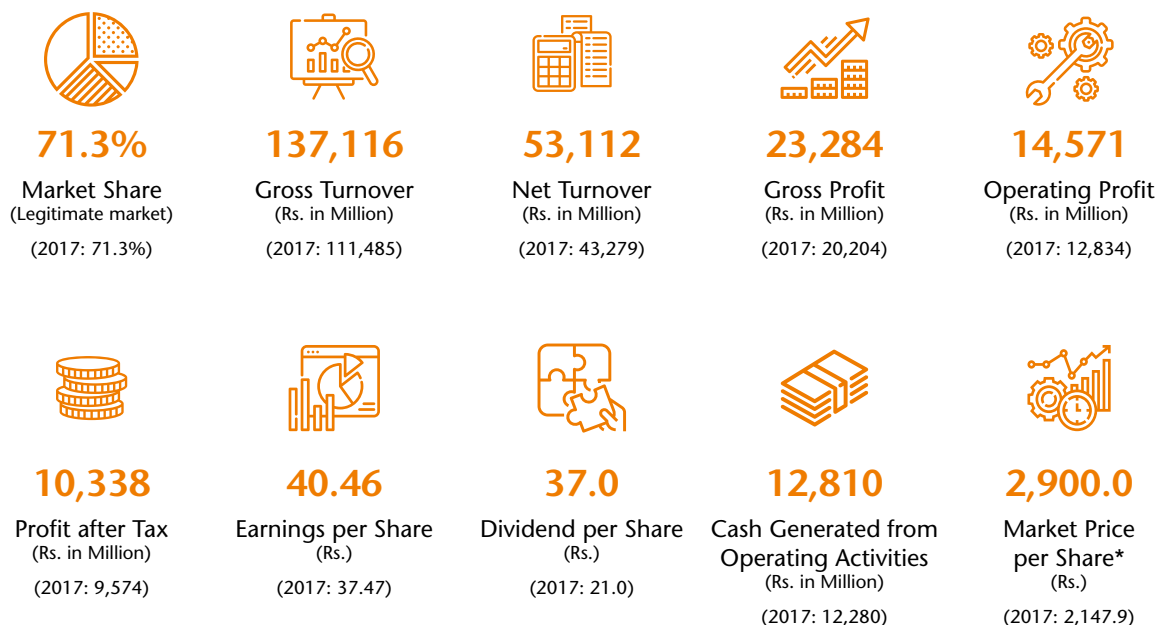 71.3%
Market Share
(Legitimate market)
(2017: 71.3%)
137,116
Gross Turnover
(Rs. in Million)
(2017: 111,485)
53,112
Net Turnover
(Rs. in Million)
(2017: 43,279)
23,284
Gross Profit
(Rs. in Million)
(2017: 20,204)
14,571
Operating Profit
(Rs. in Million)
(2017: 12,834)
10,338
Profit after Tax
(Rs. in Million)
(2017: 9,574)
40.46
Earnings per Share
(Rs.)
(2017: 37.47)
37.0
Dividend per Share
(Rs.)
(2017: 21.0)
12,810
Cash Generated from
Operating Activities
(Rs. in Million)
(2017: 12,280)
2,900.0
Market Price
per Share*
(Rs.)
(2017: 2,147.9)